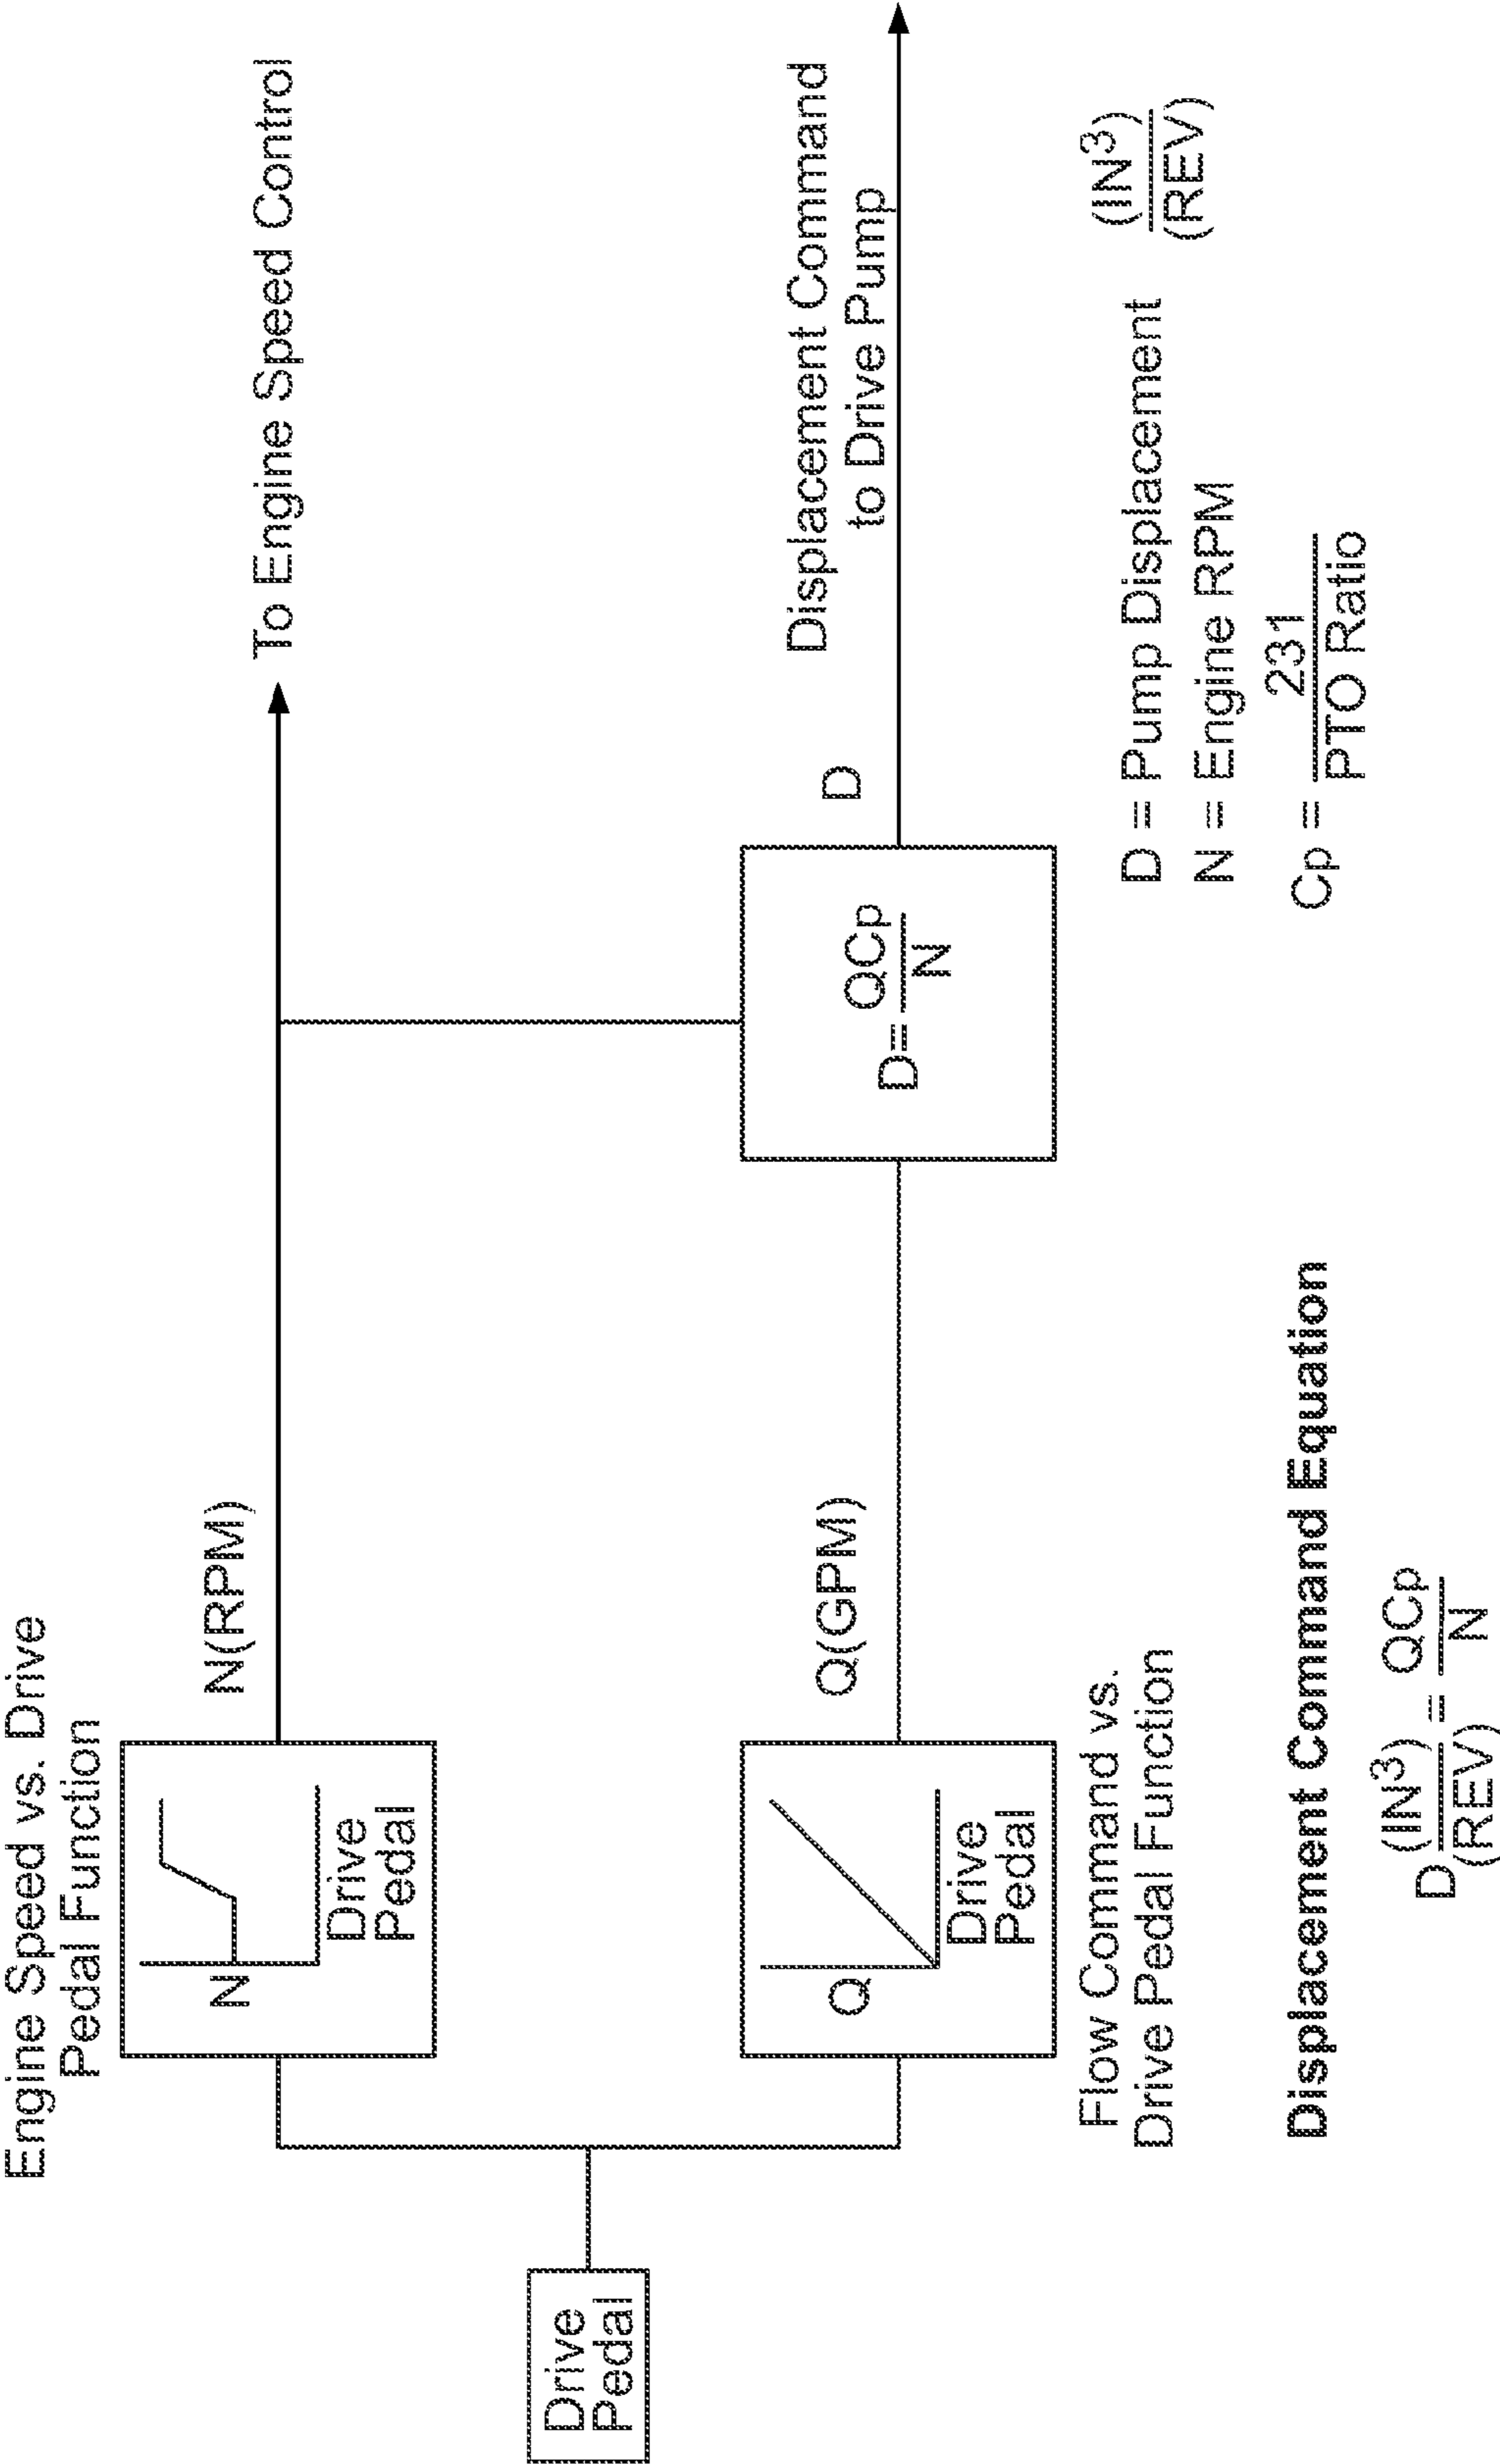 Engine Speed vs. Drive
Pedal Function
N(RPM)
To Engine Speed Control
N
Drive
Pedal
Drive
Pedal
Q(GPM)
Q
Drive
Pedal
D= QCp
N
D
Displacement Command
to Drive Pump
Flow Command vs.
Drive Pedal Function
D = Pump Displacement (IN³)
(REV)
N = Engine RPM
Cp = 231
PTO Ratio
Displacement Command Equation
D (IN³) = QCp
(REV) N